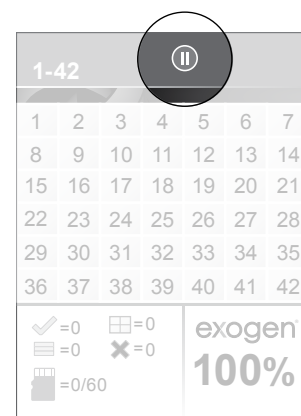 1-42
1 2 3 4 5 6 7
8 9 10 11 12 13 14
15 16 17 18 19 20 21
22 23 24 25 26 27 28
29 30 31 32 33 34 35
36 37 38 39 40 41 42
=0 =0
=0 =0
=0/60
exogen
100%